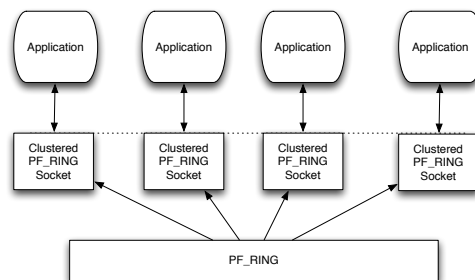 Application
Application
Application
Application
Clustered
PF_RING
Socket
Clustered
PF_RING
Socket
Clustered
PF_RING
Socket
Clustered
PF_RING
Socket
PF_RING